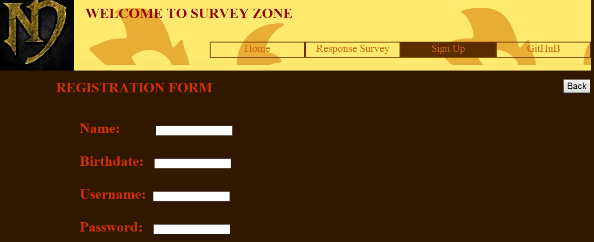 WELCOME TO SURVEY ZONE
Home Response Survey Sign Up GitHuB
REGISTRATION FORM Back
Name:
Birthdate:
Username:
Password: